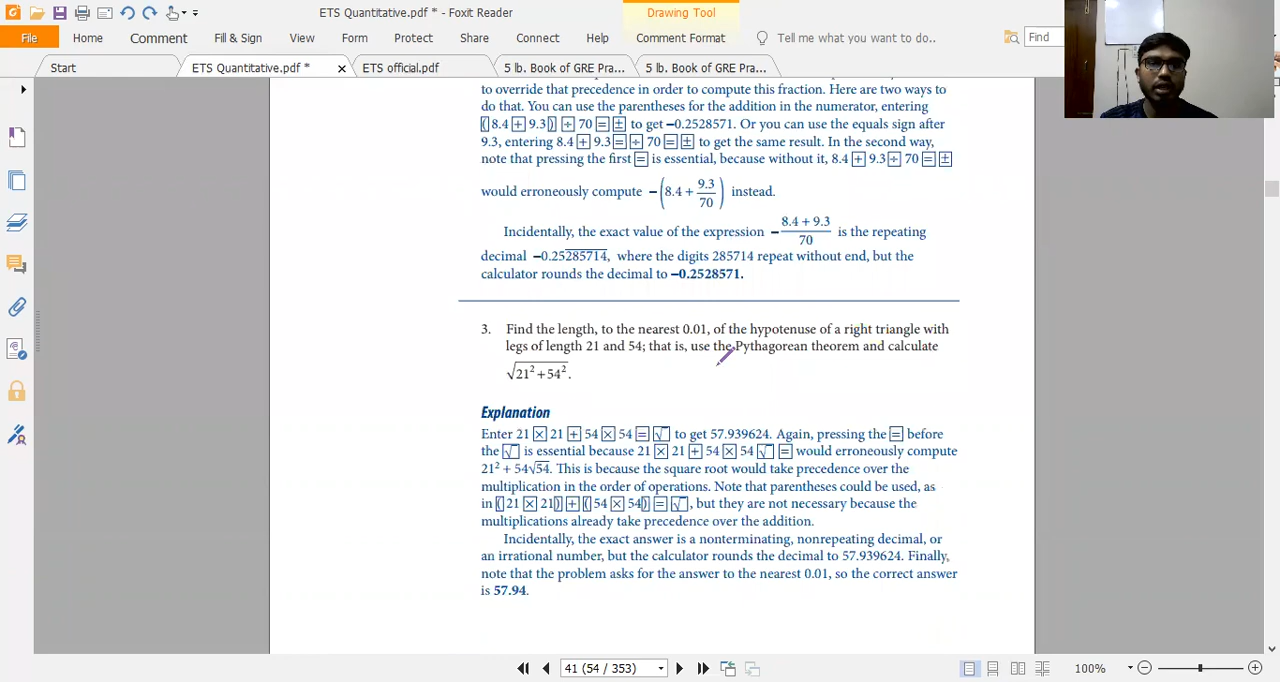 ETS Quantitative.pdf * - Foxit Reader
Drawing Tool
File
Home
Comment
Fill & Sign
View
Form
Protect
Share
Connect
Help
Comment Format
Tell me what you want to do..
Find
Start
ETS Quantitative.pdf *
ETS official.pdf
5 lb. Book of GRE Pra...
5 lb. Book of GRE Pra...
to override that precedence in order to compute this fraction. Here are two ways to
do that. You can use the parentheses for the addition in the numerator, entering
( 8.4 + 9.3 ) ÷ 70 = ± to get −0.2528571. Or you can use the equals sign after
9.3, entering 8.4 + 9.3 = ÷ 70 = ± to get the same result. In the second way,
note that pressing the first = is essential, because without it, 8.4 + 9.3 ÷ 70 = ±
would erroneously compute −(8.4 + 9.3/70) instead.
Incidentally, the exact value of the expression − (8.4 + 9.3)/70 is the repeating
decimal −0.25285714, where the digits 285714 repeat without end, but the
calculator rounds the decimal to −0.2528571.
3. Find the length, to the nearest 0.01, of the hypotenuse of a right triangle with
legs of length 21 and 54; that is, use the Pythagorean theorem and calculate
√21² + 54².
Explanation
Enter 21 × 21 + 54 × 54 = √ to get 57.939624. Again, pressing the = before
the √ is essential because 21 × 21 + 54 × 54 √ = would erroneously compute
21² + 54√54. This is because the square root would take precedence over the
multiplication in the order of operations. Note that parentheses could be used, as
in ( 21 × 21 ) + ( 54 × 54 ) = √, but they are not necessary because the
multiplications already take precedence over the addition.
Incidentally, the exact answer is a nonterminating, nonrepeating decimal, or
an irrational number, but the calculator rounds the decimal to 57.939624. Finally,
note that the problem asks for the answer to the nearest 0.01, so the correct answer
is 57.94.
41 (54 / 353)
100%